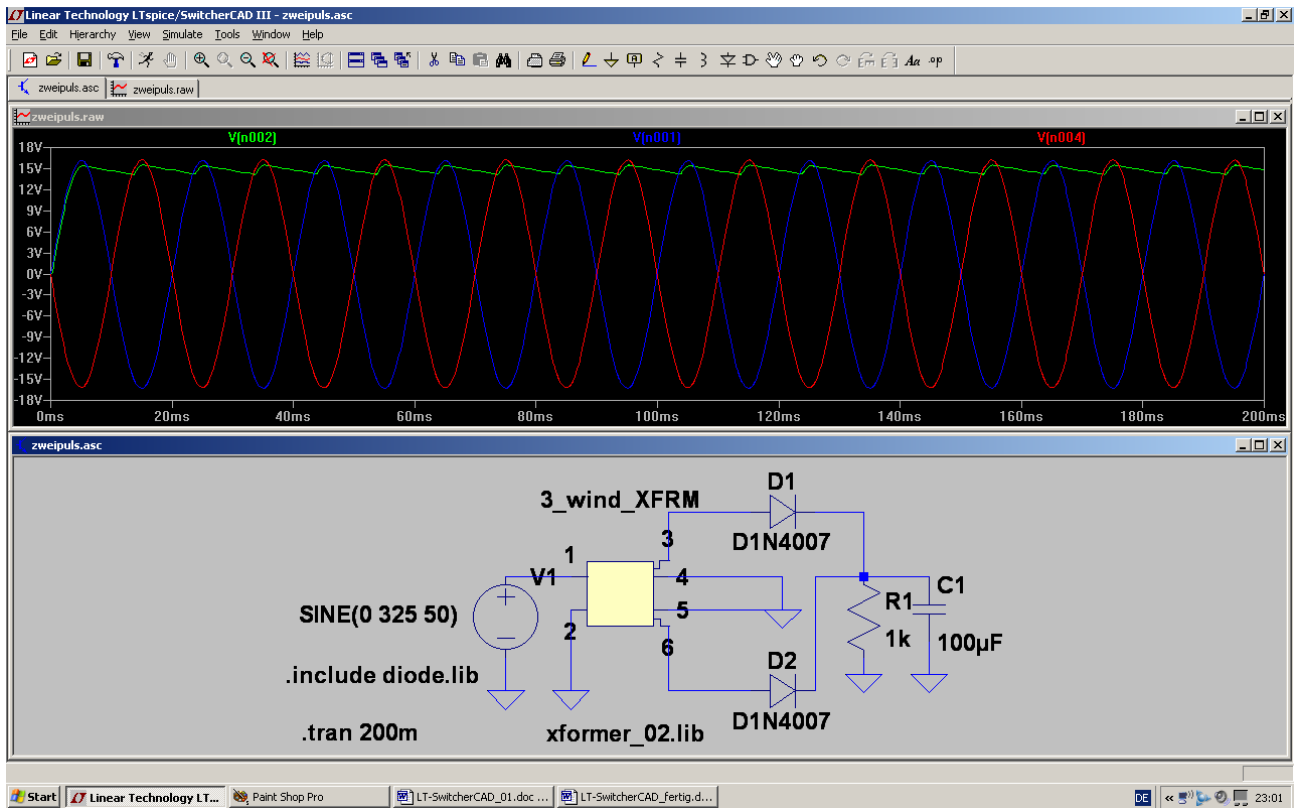 Linear Technology LTspice/SwitcherCAD III - zweipuls.asc
File Edit Hierarchy View Simulate Tools Window Help
Aa .op
zweipuls.asc zweipuls.raw
zweipuls.raw
V(n002) V(n001) V(n004)
18V
15V
12V
9V
6V
3V
0V
-3V
-6V
-9V
-12V
-15V
-18V
0ms 20ms 40ms 60ms 80ms 100ms 120ms 140ms 160ms 180ms 200ms
zweipuls.asc
D1
3_wind_XFRM
3
D1N4007
1
V1
4
C1
R1
SINE(0 325 50)
5
2
6
1k
100µF
D2
.include diode.lib
D1N4007
.tran 200m
xformer_02.lib
Start Linear Technology LT... Paint Shop Pro LT-SwitcherCAD_01.doc ... LT-SwitcherCAD_fertig.d... DE « 23:01